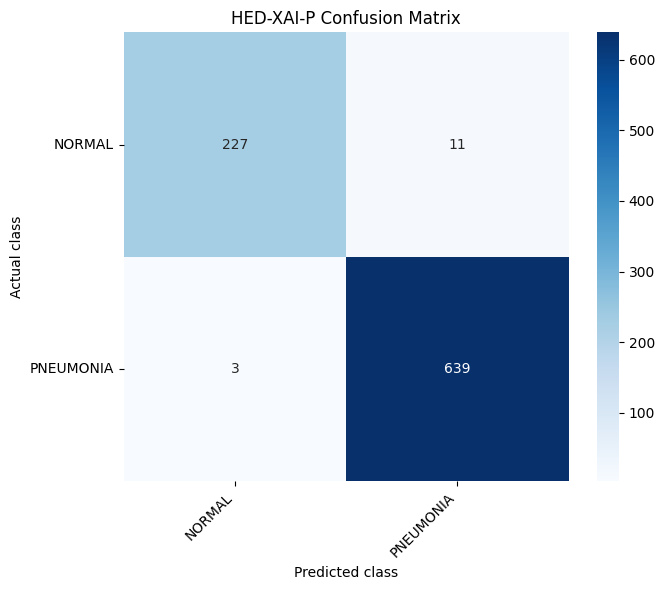 HED-XAI-P Confusion Matrix
NORMAL
227
11
PNEUMONIA
3
639
Actual class
NORMAL
PNEUMONIA
Predicted class
600
500
400
300
200
100